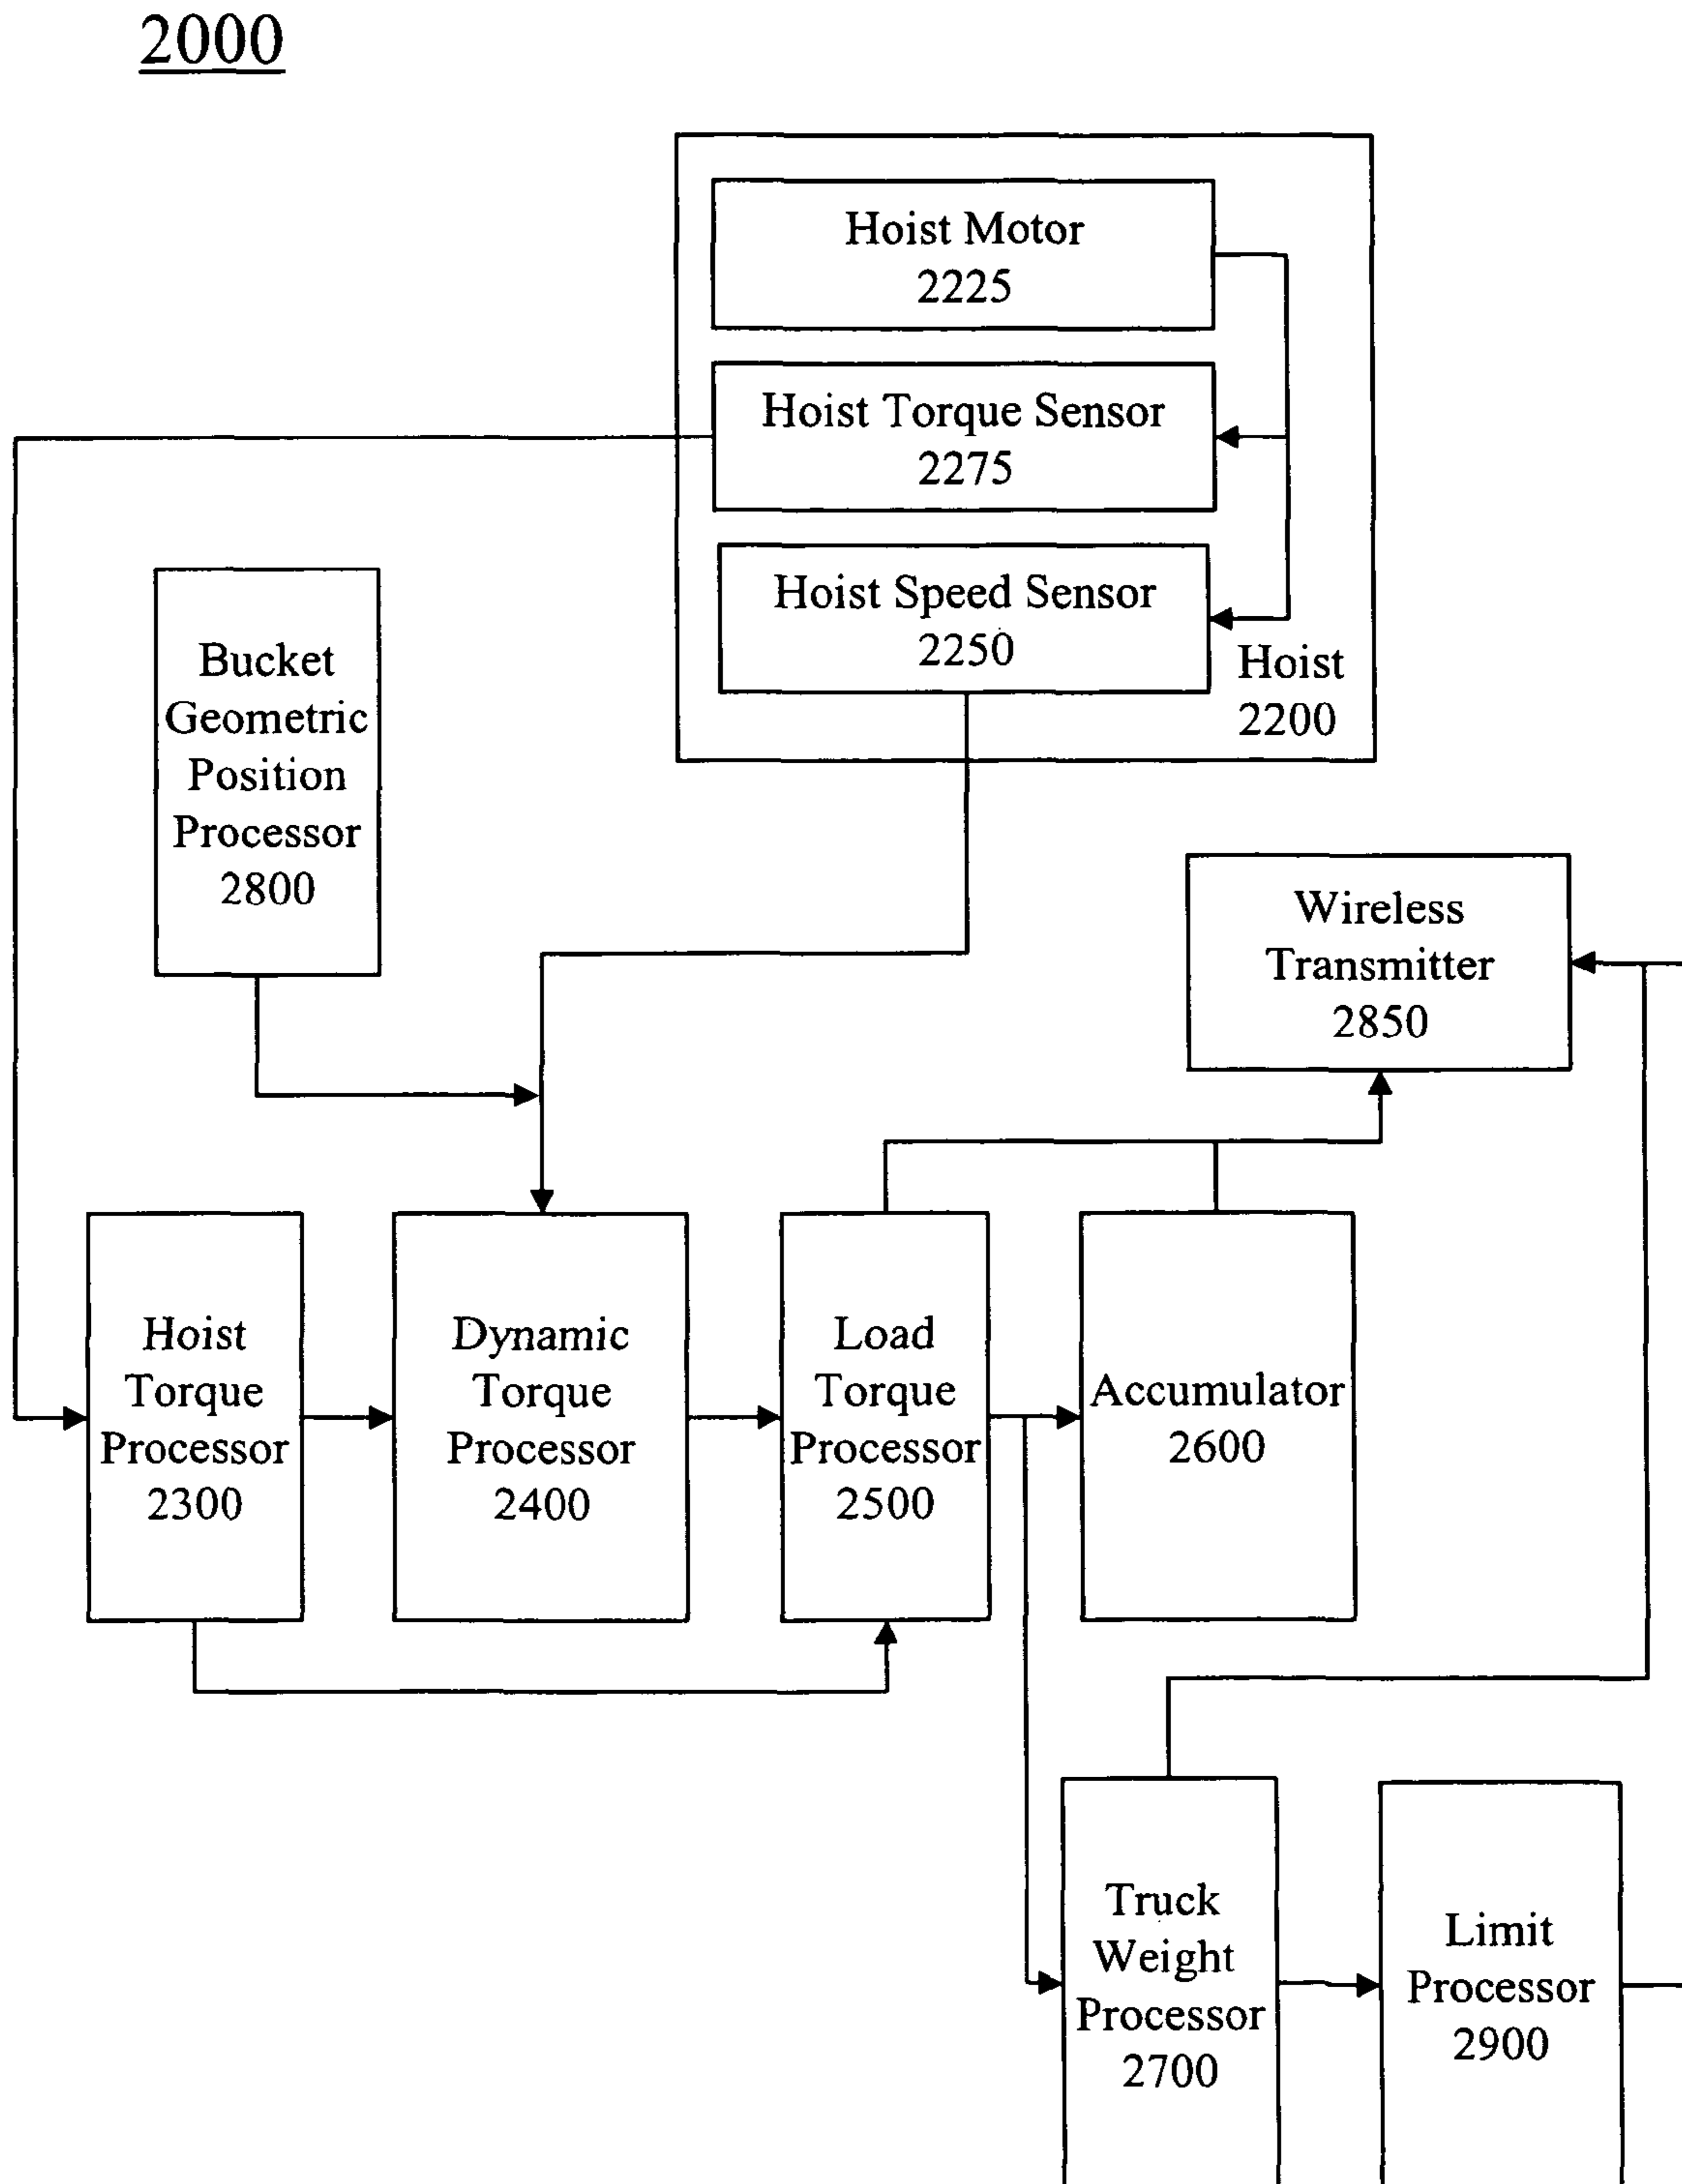 2000
Hoist Motor
2225
Hoist Torque Sensor
2275
Hoist Speed Sensor
2250
Hoist
2200
Bucket
Geometric
Position
Processor
2800
Wireless
Transmitter
2850
Hoist
Torque
Processor
2300
Dynamic
Torque
Processor
2400
Load
Torque
Processor
2500
Accumulator
2600
Truck
Weight
Processor
2700
Limit
Processor
2900